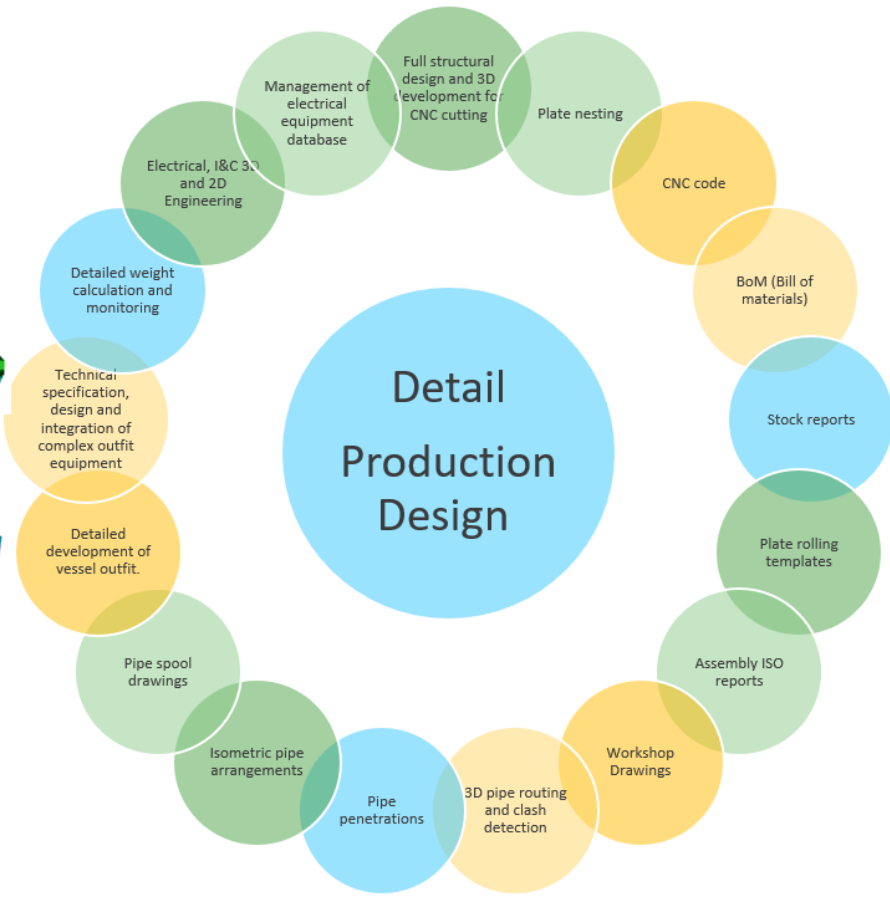 Detail
Production
Design
Full structural
design and 3D
development for
CNC cutting
Plate nesting
CNC code
BoM (Bill of
materials)
Stock reports
Plate rolling
templates
Assembly ISO
reports
Workshop
Drawings
3D pipe routing
and clash
detection
Pipe
penetrations
Isometric pipe
arrangements
Pipe spool
drawings
Detailed
development of
vessel outfit.
Technical
specification,
design and
integration of
complex outfit
equipment
Detailed weight
calculation and
monitoring
Electrical, I&C 3D
and 2D
Engineering
Management of
electrical
equipment
database